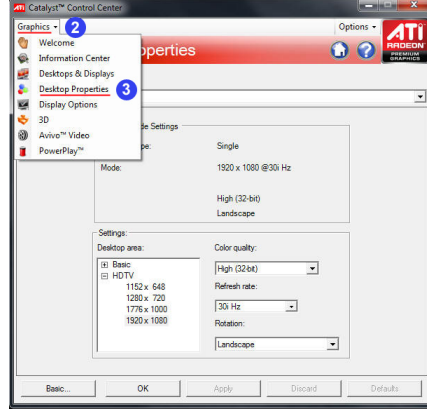 Catalyst™ Control Center
Graphics
2
Options
ATI
RADEON
PREMIUM
GRAPHICS
Welcome
Information Center
Desktops & Displays
Desktop Properties
3
Display Options
3D
Avivo™ Video
PowerPlay™
operties
de Settings
pe:
Single
Mode:
1920 x 1080 @30i Hz
High (32-bit)
Landscape
Settings:
Desktop area:
Color quality:
Basic
HDTV
1152 x 648
1280 x 720
1776 x 1000
1920 x 1080
High (32-bit)
Refresh rate:
30i Hz
Rotation:
Landscape
Basic...
OK
Apply
Discard
Defaults